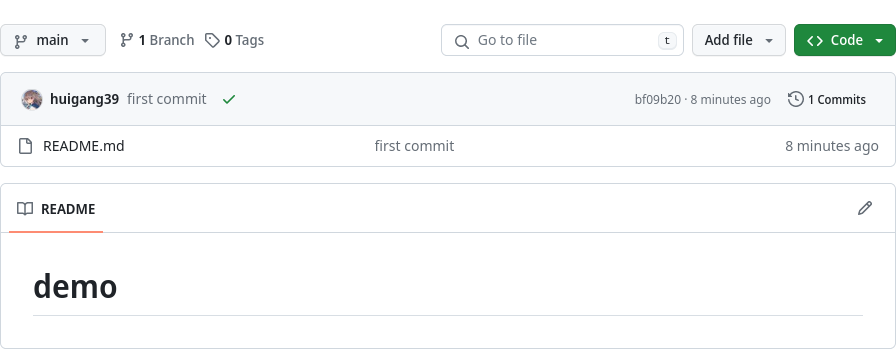 main 1 Branch 0 Tags Go to file t Add file Code
huigang39 first commit bf09b20 · 8 minutes ago 1 Commits
README.md first commit 8 minutes ago
README
demo